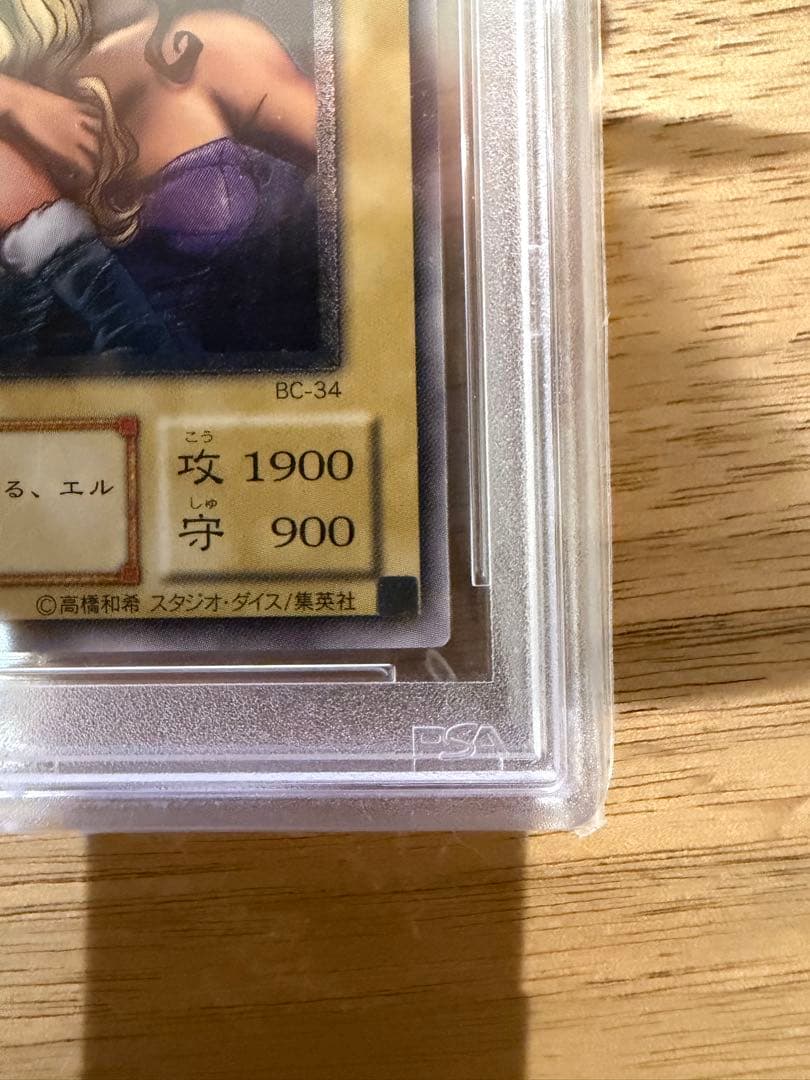 BC-34
こう
攻 1900
る、エル
しゅ
守 900
©高橋和希 スタジオ・ダイス/集英社
PSA